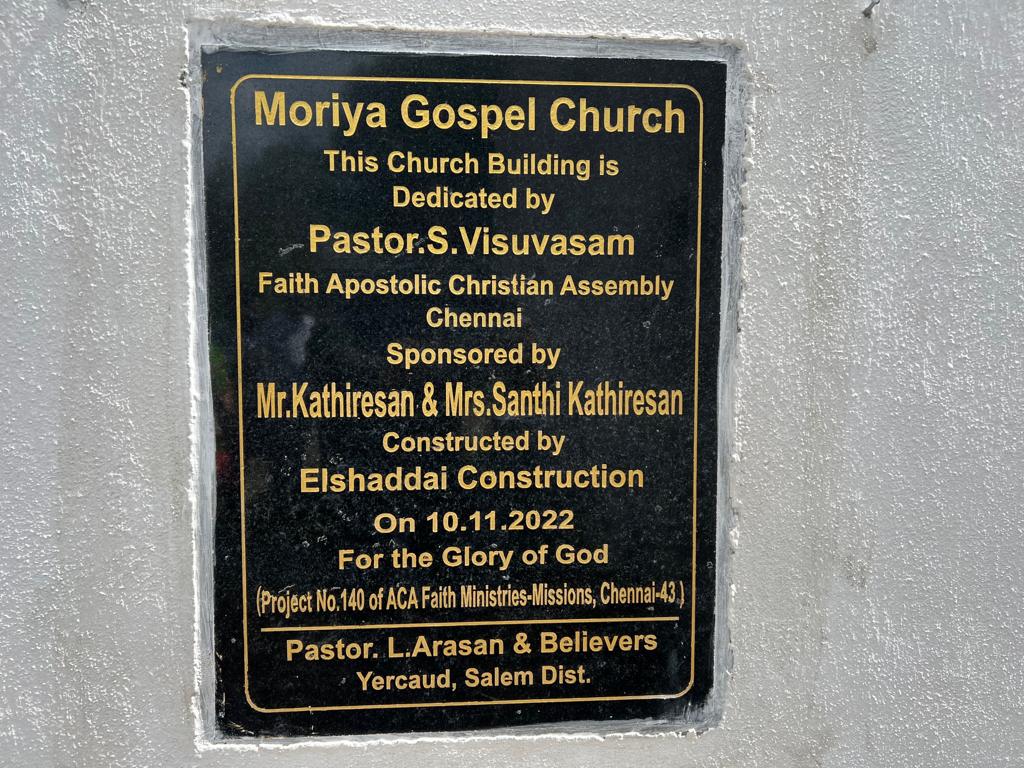 Moriya Gospel Church
This Church Building is
Dedicated by
Pastor.S.Visuvasam
Faith Apostolic Christian Assembly
Chennai
Sponsored by
Mr.Kathiresan & Mrs.Santhi Kathiresan
Constructed by
Elshaddai Construction
On 10.11.2022
For the Glory of God
(Project No.140 of ACA Faith Ministries-Missions, Chennai-43.)
Pastor. L.Arasan & Believers
Yercaud, Salem Dist.